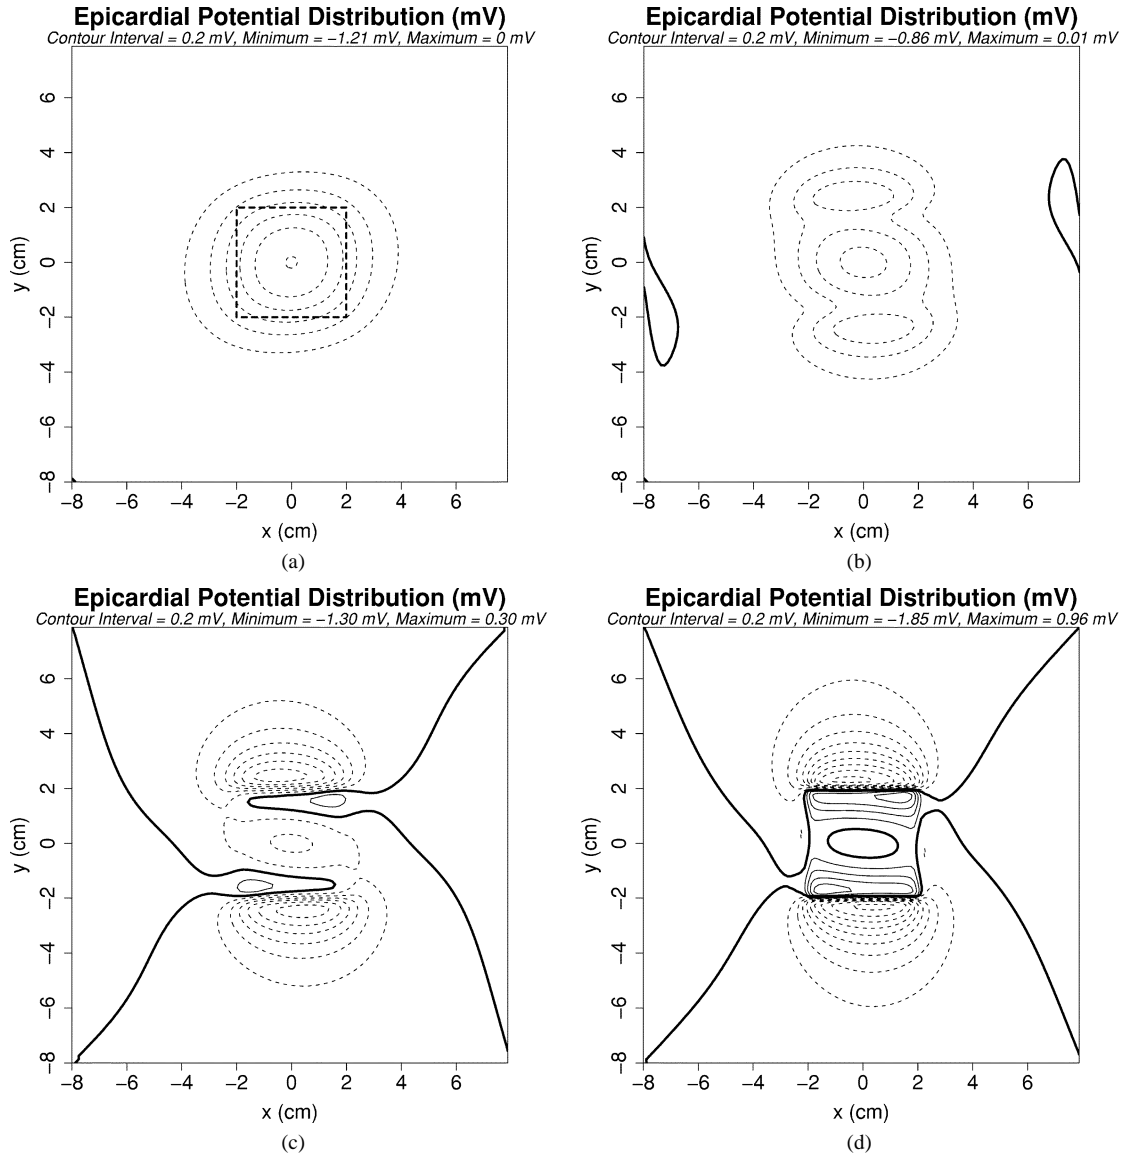 Epicardial Potential Distribution (mV)
Contour Interval = 0.2 mV, Minimum = −1.21 mV, Maximum = 0 mV
6
4
2
0
−2
−4
−6
−8
y (cm)
−8 −6 −4 −2 0 2 4 6
x (cm)
(a)
Epicardial Potential Distribution (mV)
Contour Interval = 0.2 mV, Minimum = −0.86 mV, Maximum = 0.01 mV
6
4
2
0
−2
−4
−6
−8
y (cm)
−8 −6 −4 −2 0 2 4 6
x (cm)
(b)
Epicardial Potential Distribution (mV)
Contour Interval = 0.2 mV, Minimum = −1.30 mV, Maximum = 0.30 mV
6
4
2
0
−2
−4
−6
−8
y (cm)
−8 −6 −4 −2 0 2 4 6
x (cm)
(c)
Epicardial Potential Distribution (mV)
Contour Interval = 0.2 mV, Minimum = −1.85 mV, Maximum = 0.96 mV
6
4
2
0
−2
−4
−6
−8
y (cm)
−8 −6 −4 −2 0 2 4 6
x (cm)
(d)